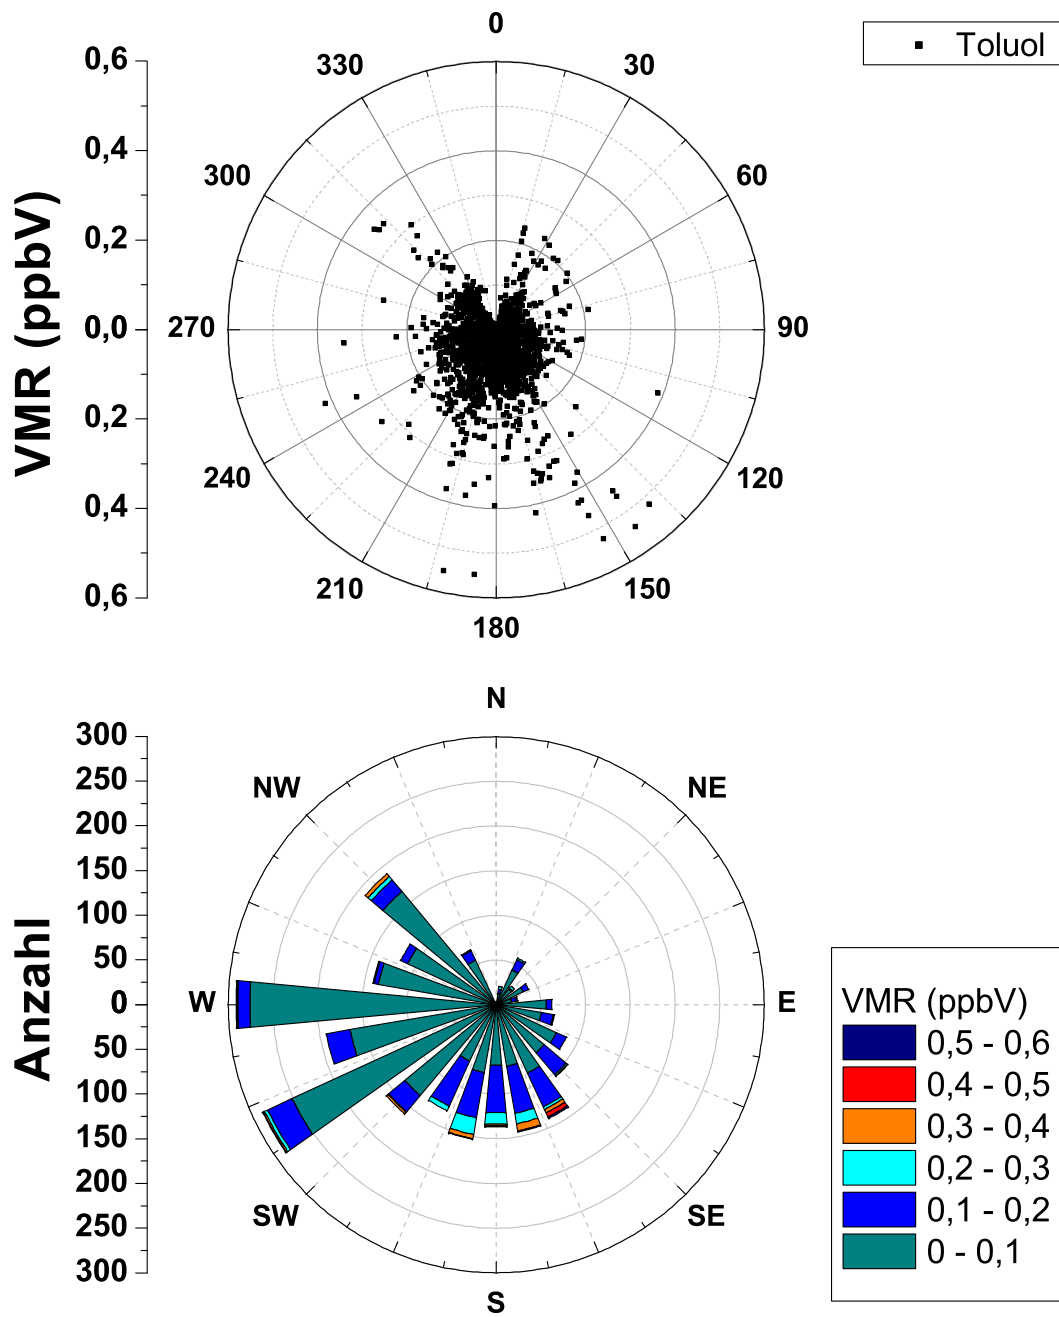 0
Toluol
0,6
330
30
0,4
300
60
0,2
VMR (ppbV)
0,0
270
90
0,2
240
120
0,4
210
150
0,6
180
N
300
250
NW
NE
200
150
100
50
Anzahl
0
W
E
VMR (ppbV)
50
0,5 - 0,6
100
0,4 - 0,5
150
0,3 - 0,4
200
0,2 - 0,3
SW
SE
250
0,1 - 0,2
300
0 - 0,1
S